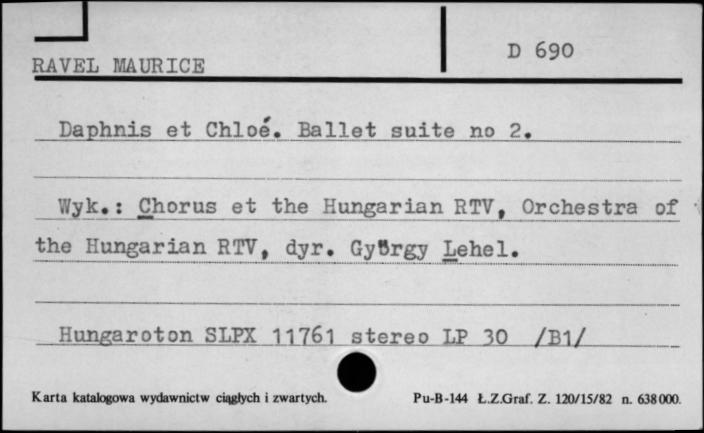 D 690
RAVEL MAURICE
Daphnis et Chloé. Ballet suite no 2.
Wyk.: Chorus et the Hungarian RTV, Orchestra of
the Hungarian RTV, dyr. György Lehel.
Hungaroton SLPX 11761 stereo LP 30 /B1/
Karta katalogowa wydawnictw ciągłych i zwartych. Pu-B-144 Ł.Z.Graf. Z. 120/15/82 n. 638000.